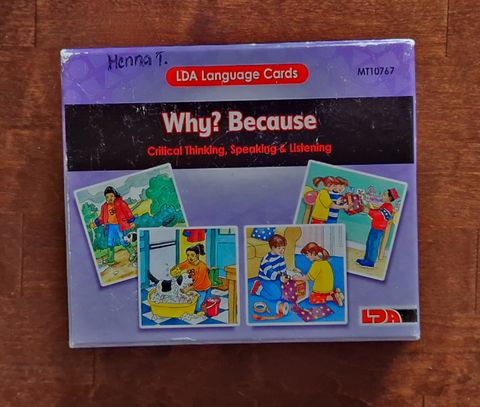 Henna T.
LDA Language Cards
MT10767
Why? Because
Critical Thinking, Speaking & Listening
LDA